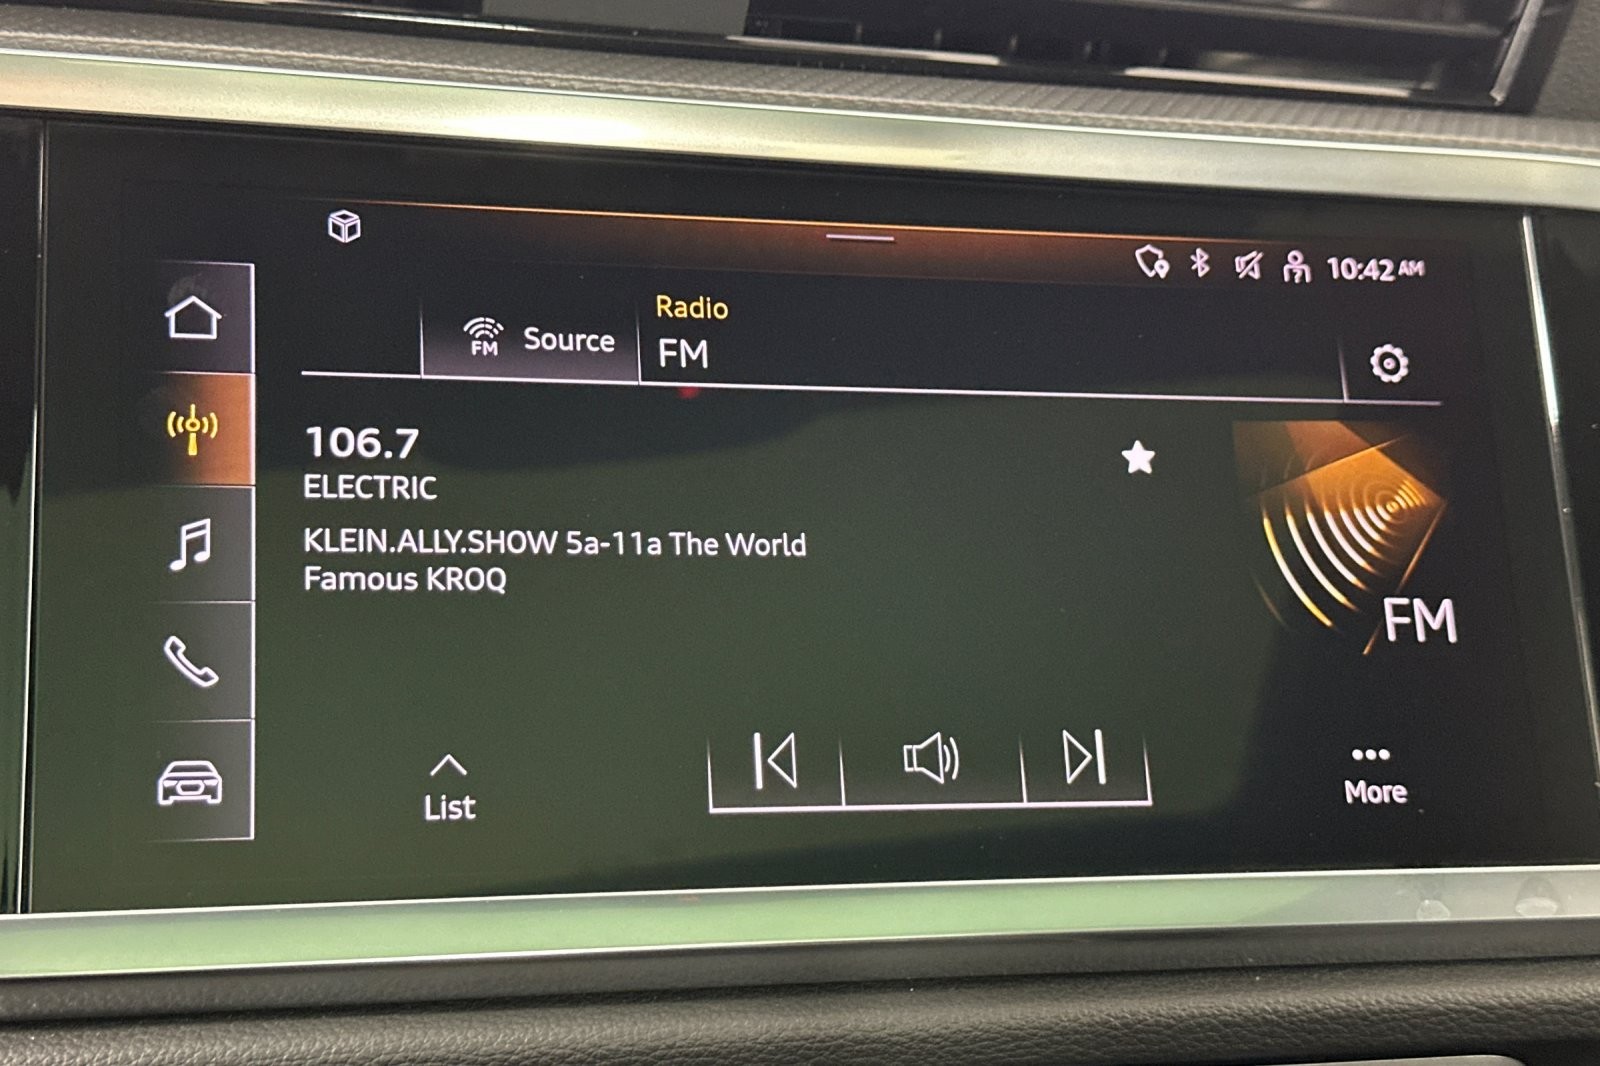 10:42 AM
Radio
FM Source
FM
106.7
ELECTRIC
KLEIN.ALLY.SHOW 5a-11a The World
Famous KROQ
FM
List
More